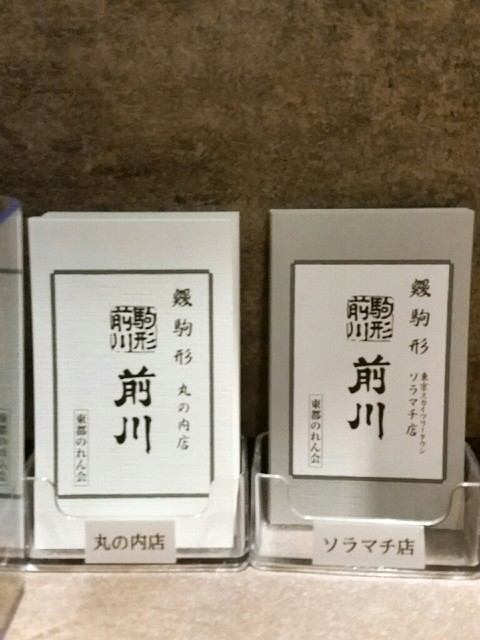 鰻 駒形 丸の内店
駒形
前川
前川
東都のれん会
丸の内店
鰻 駒形 東京スカイツリータウン
ソラマチ店
駒形
前川
前川
東都のれん会
ソラマチ店